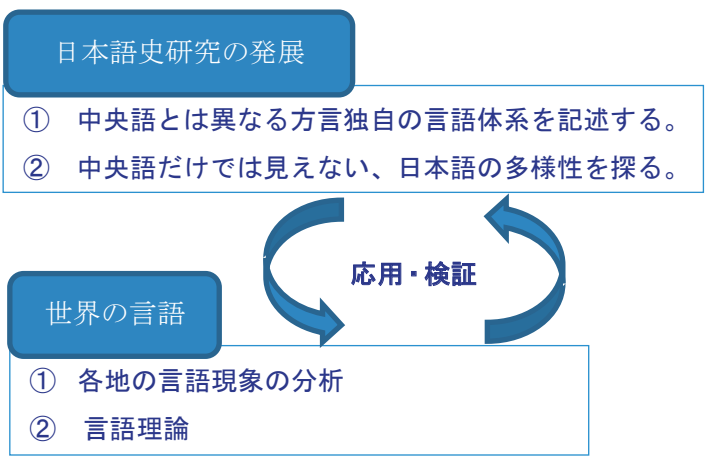 日本語史研究の発展
① 中央語とは異なる方言独自の言語体系を記述する。
② 中央語だけでは見えない、日本語の多様性を探る。
応用・検証
世界の言語
① 各地の言語現象の分析
② 言語理論